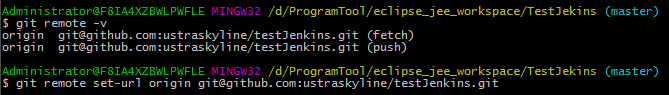 Administrator@F8IA4XZBWLPWFLE MINGW32 /d/ProgramTool/eclipse_jee_workspace/TestJekins (master)
$ git remote -v
origin  git@github.com:ustraskyline/testJenkins.git (fetch)
origin  git@github.com:ustraskyline/testJenkins.git (push)
Administrator@F8IA4XZBWLPWFLE MINGW32 /d/ProgramTool/eclipse_jee_workspace/TestJekins (master)
$ git remote set-url origin git@github.com:ustraskyline/testJenkins.git